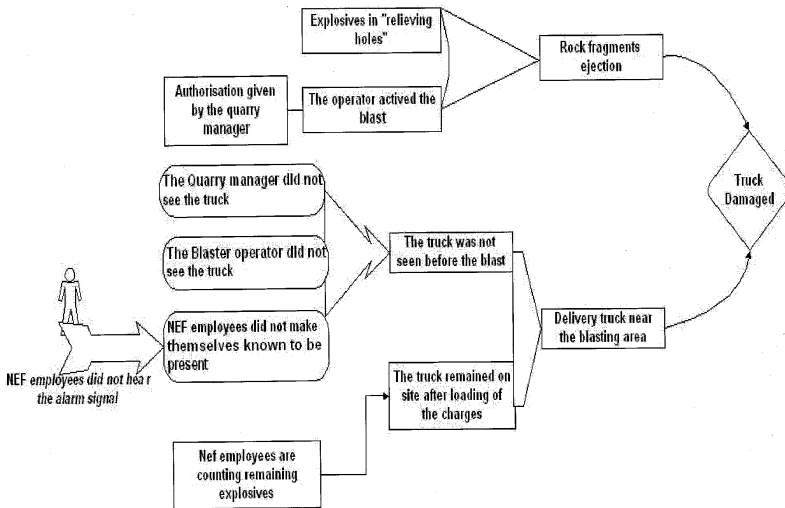 Explosives in "relieving
holes"
Rock fragments
ejection
Authorisation given
by the quarry
manager
The operator actived the
blast
Truck
Damaged
The Quarry manager did not
see the truck
The Blaster operator did not
see the truck
The truck was not
seen before the blast
NEF employees did not make
themselves known to be
present
Delivery truck near
the blasting area
NEF employees did not hear
the alarm signal
The truck remained on
site after loading of
the charges
Nef employees are
counting remaining
explosives